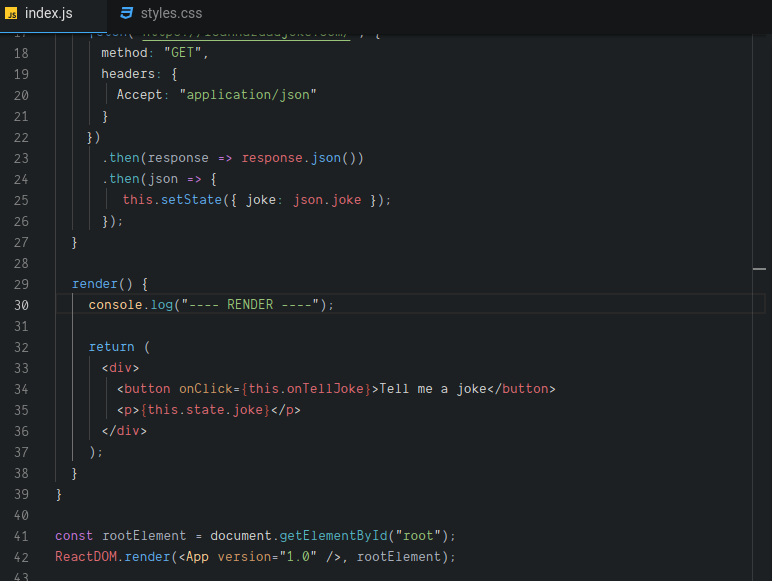 JS index.js styles.css
18 method: "GET",
19 headers: {
20 Accept: "application/json"
21 }
22 })
23 .then(response => response.json())
24 .then(json => {
25 this.setState({ joke: json.joke });
26 });
27 }
28
29 render() {
30 console.log("---- RENDER ----");
31
32 return (
33 <div>
34 <button onClick={this.onTellJoke}>Tell me a joke</button>
35 <p>{this.state.joke}</p>
36 </div>
37 );
38 }
39 }
40
41 const rootElement = document.getElementById("root");
42 ReactDOM.render(<App version="1.0" />, rootElement);
43